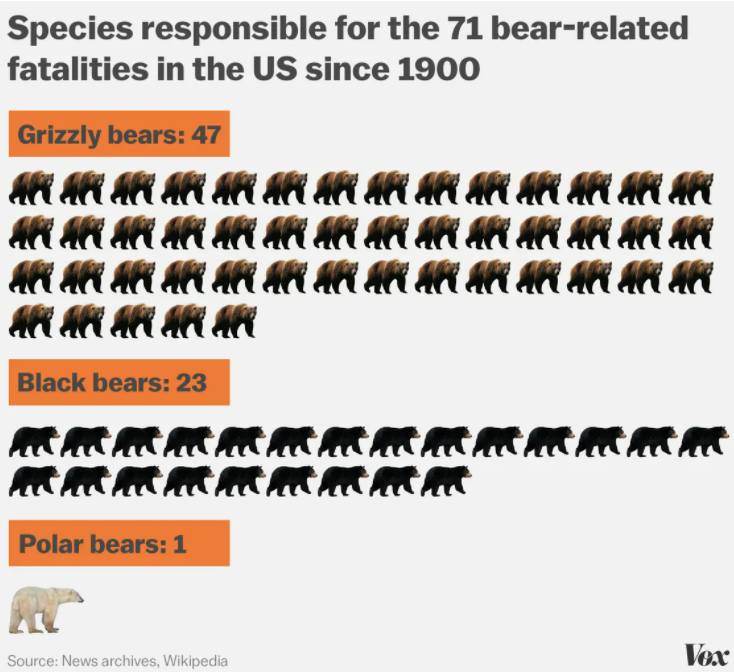 Species responsible for the 71 bear-related
fatalities in the US since 1900
Grizzly bears: 47
Black bears: 23
Polar bears: 1
Source: News archives, Wikipedia
Vox